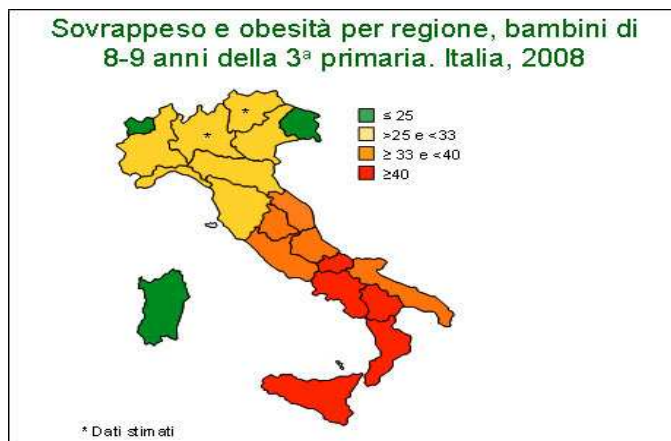 Sovrappeso e obesità per regione, bambini di
8-9 anni della 3ª primaria. Italia, 2008
≤ 25
>25 e <33
≥ 33 e <40
≥40
*
*
* Dati stimati